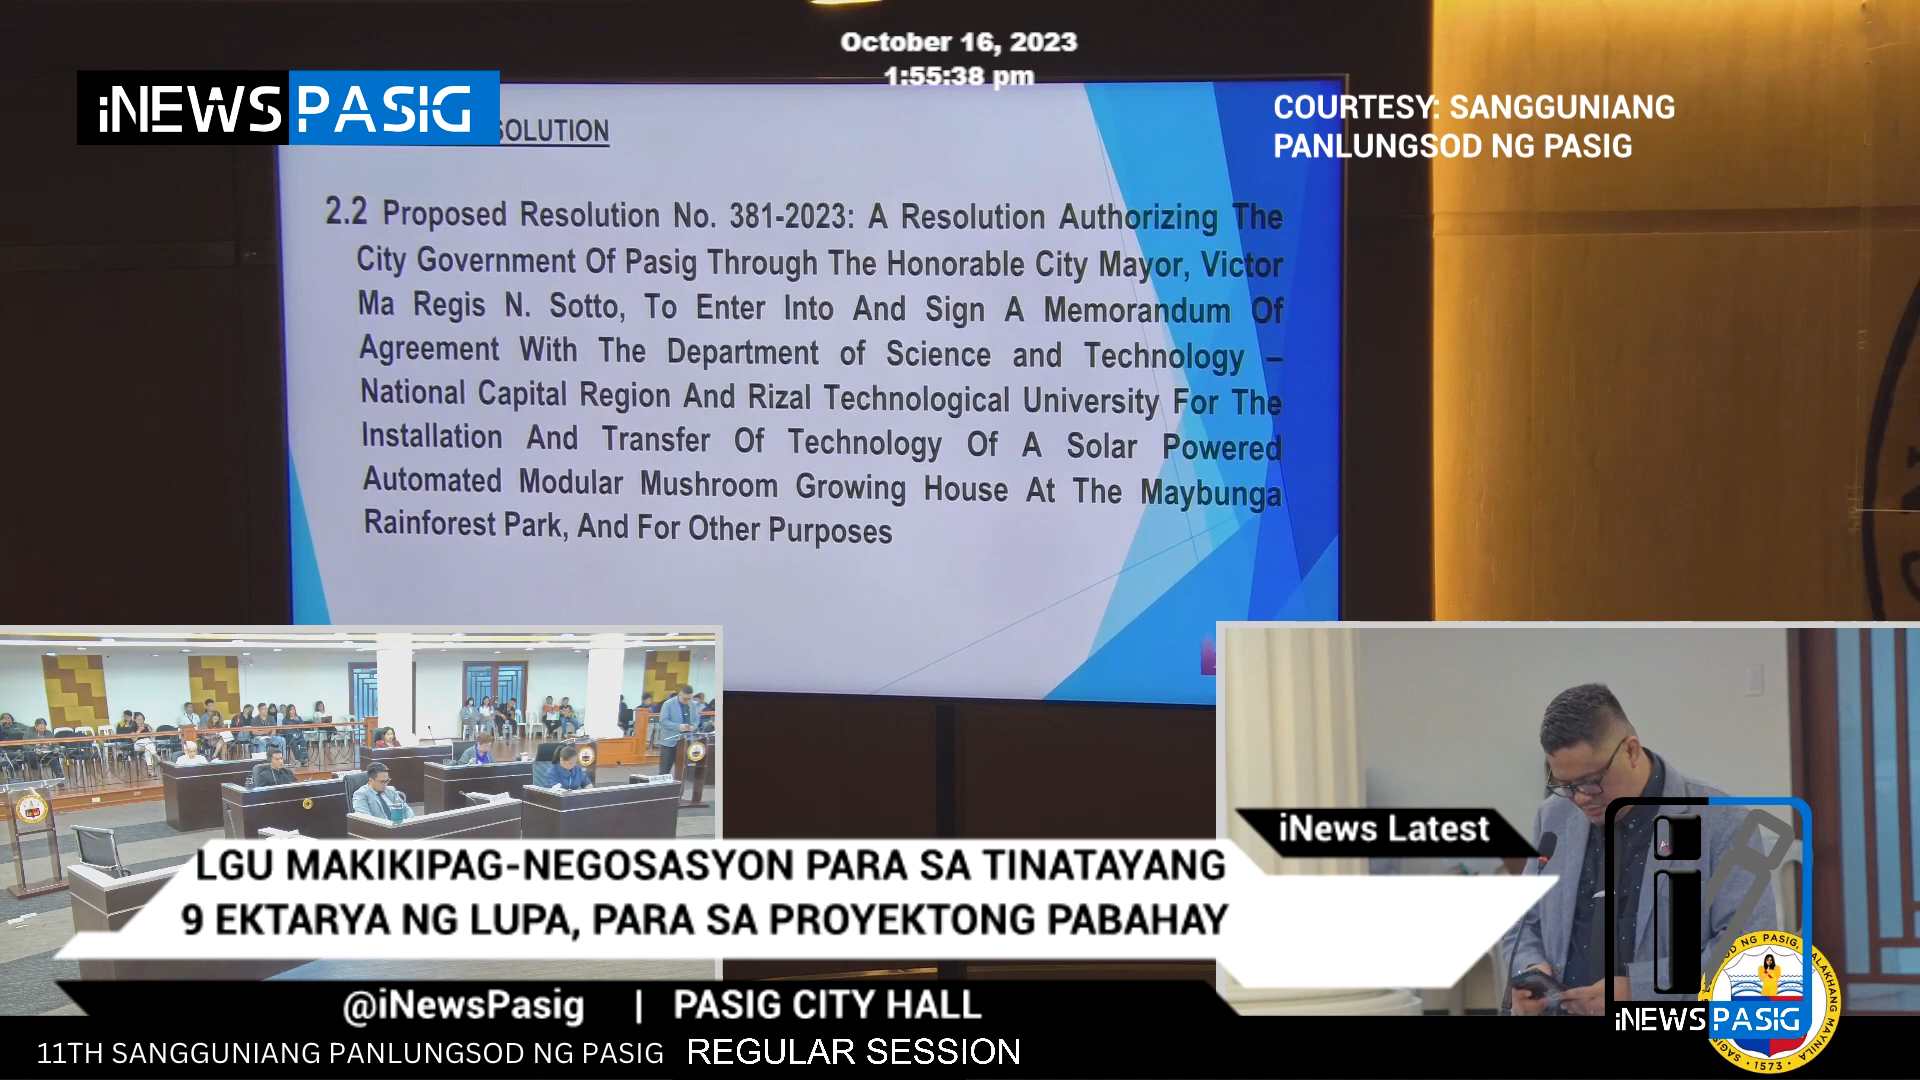 October 16, 2023
1:55:38 pm
iNEWS PASIG
COURTESY: SANGGUNIANG
PANLUNGSOD NG PASIG
SOLUTION
2.2 Proposed Resolution No. 381-2023: A Resolution Authorizing The
City Government Of Pasig Through The Honorable City Mayor, Victor
Ma Regis N. Sotto, To Enter Into And Sign A Memorandum Of
Agreement With The Department of Science and Technology –
National Capital Region And Rizal Technological University For The
Installation And Transfer Of Technology Of A Solar Powered
Automated Modular Mushroom Growing House At The Maybunga
Rainforest Park, And For Other Purposes
iNews Latest
LGU MAKIKIPAG-NEGOSASYON PARA SA TINATAYANG
9 EKTARYA NG LUPA, PARA SA PROYEKTONG PABAHAY
@iNewsPasig | PASIG CITY HALL
11TH SANGGUNIANG PANLUNGSOD NG PASIG REGULAR SESSION
i
iNEWS PASIG
NG PASIG,
MAYNILA
1573